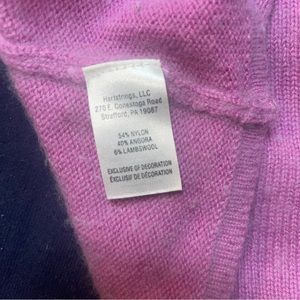 Hartstrings, LLC
270 E. Conestoga Road
Strafford, PA 19087
54% NYLON
40% ANGORA
6% LAMBSWOOL
EXCLUSIVE OF DECORATION
EXCLUSIF DE DÉCORATION